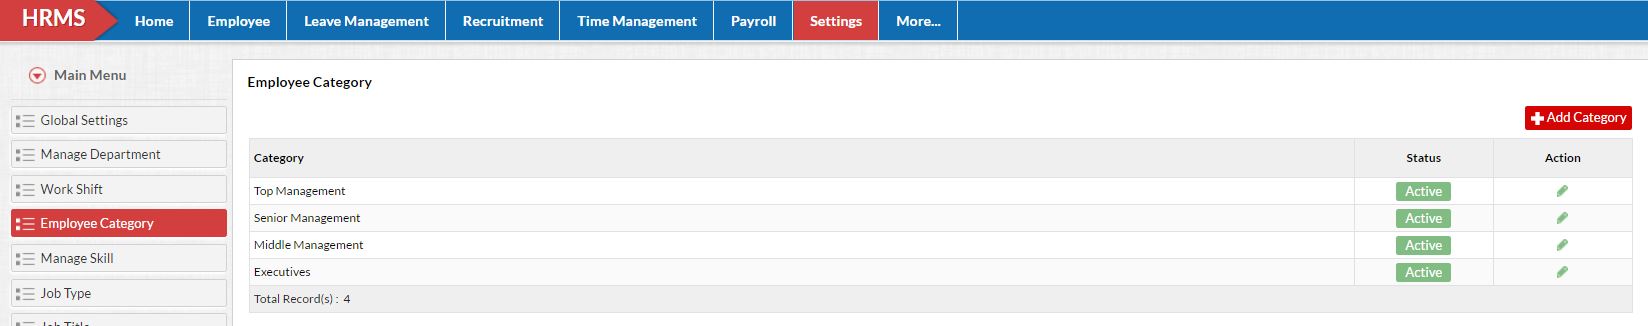 HRMS Home Employee Leave Management Recruitment Time Management Payroll Settings More...
Main Menu
Global Settings
Manage Department
Work Shift
Employee Category
Manage Skill
Job Type
Job Title
Employee Category
Add Category
Category Status Action
Top Management Active
Senior Management Active
Middle Management Active
Executives Active
Total Record(s) : 4